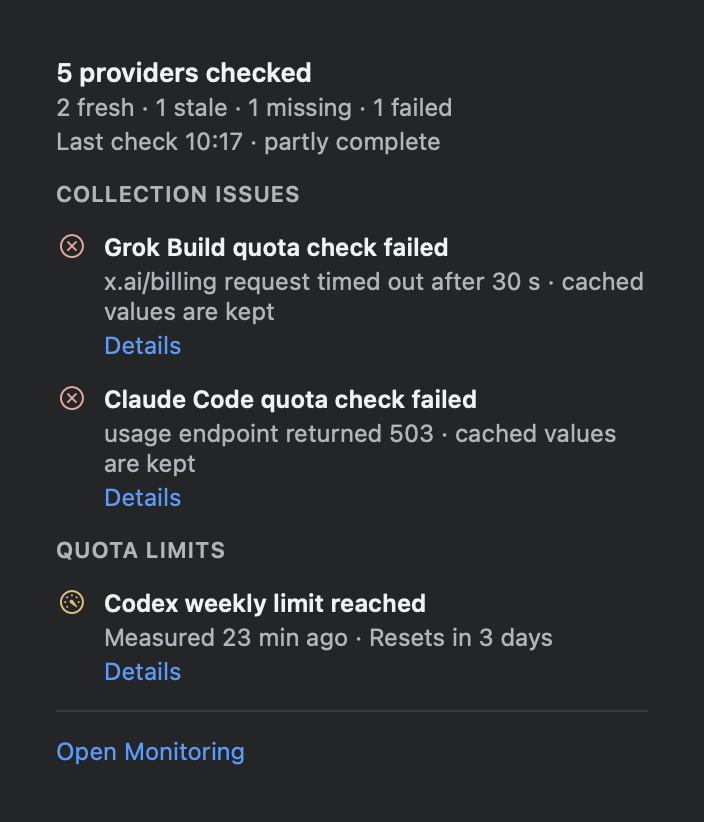 5 providers checked
2 fresh · 1 stale · 1 missing · 1 failed
Last check 10:17 · partly complete
COLLECTION ISSUES
Grok Build quota check failed
x.ai/billing request timed out after 30 s · cached
values are kept
Details
Claude Code quota check failed
usage endpoint returned 503 · cached values
are kept
Details
QUOTA LIMITS
Codex weekly limit reached
Measured 23 min ago · Resets in 3 days
Details
Open Monitoring